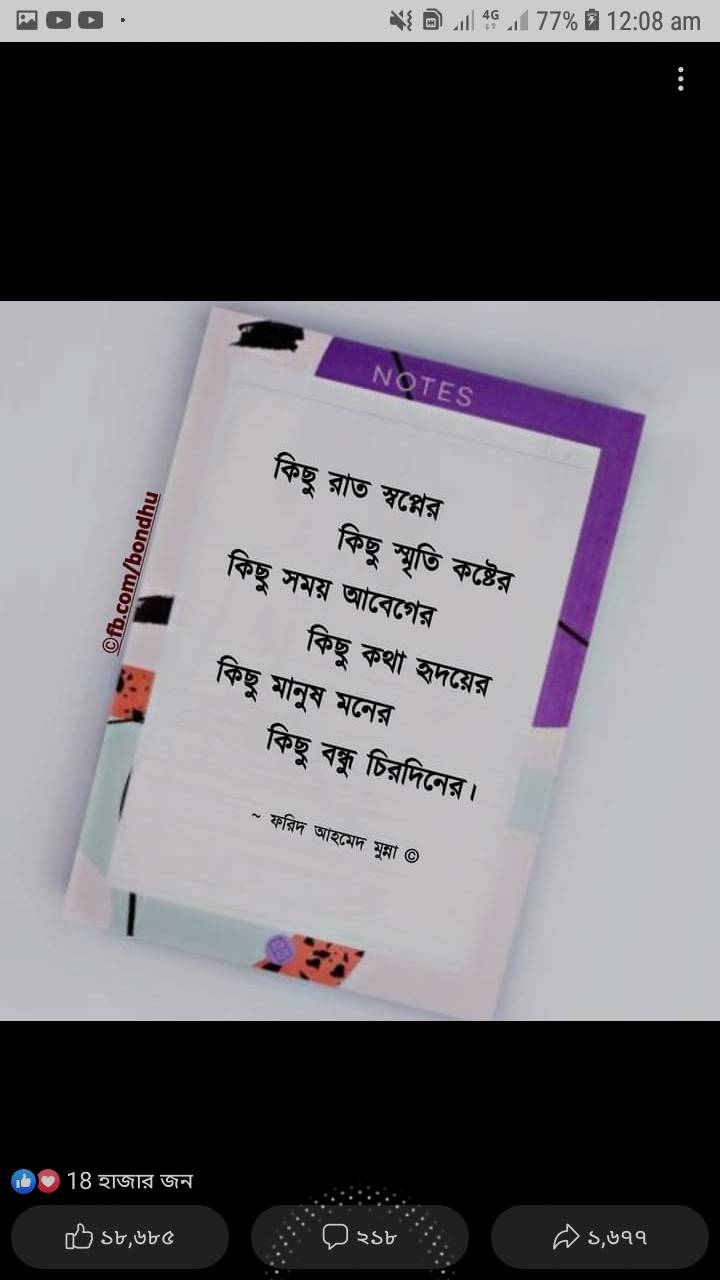 4G 77% 12:08 am
NOTES
কিছু রাত স্বপ্নের
কিছু স্মৃতি কষ্টের
কিছু সময় আবেগের
কিছু কথা হৃদয়ের
কিছু মানুষ মনের
কিছু বন্ধু চিরদিনের।
~ ফরিদ আহমেদ মুন্না ©
©fb.com/bondhu
18 হাজার জন
১৮,৬৮৫ ২১৮ ১,৬৭৭